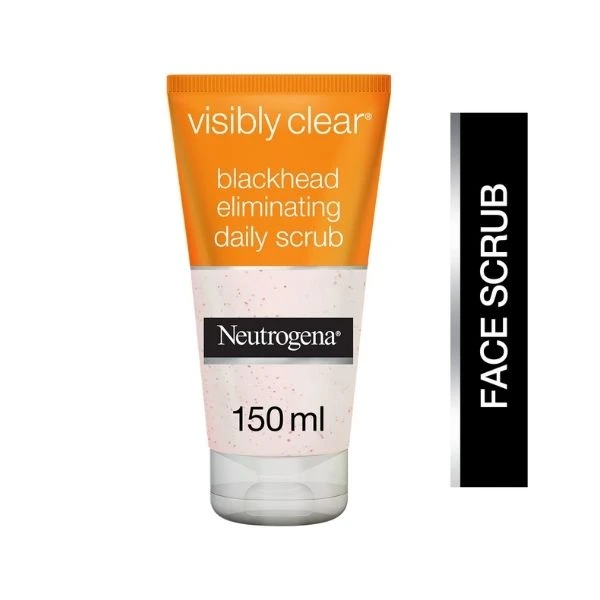 visibly clear®
blackhead
eliminating
daily scrub
Neutrogena®
150 ml
FACE SCRUB